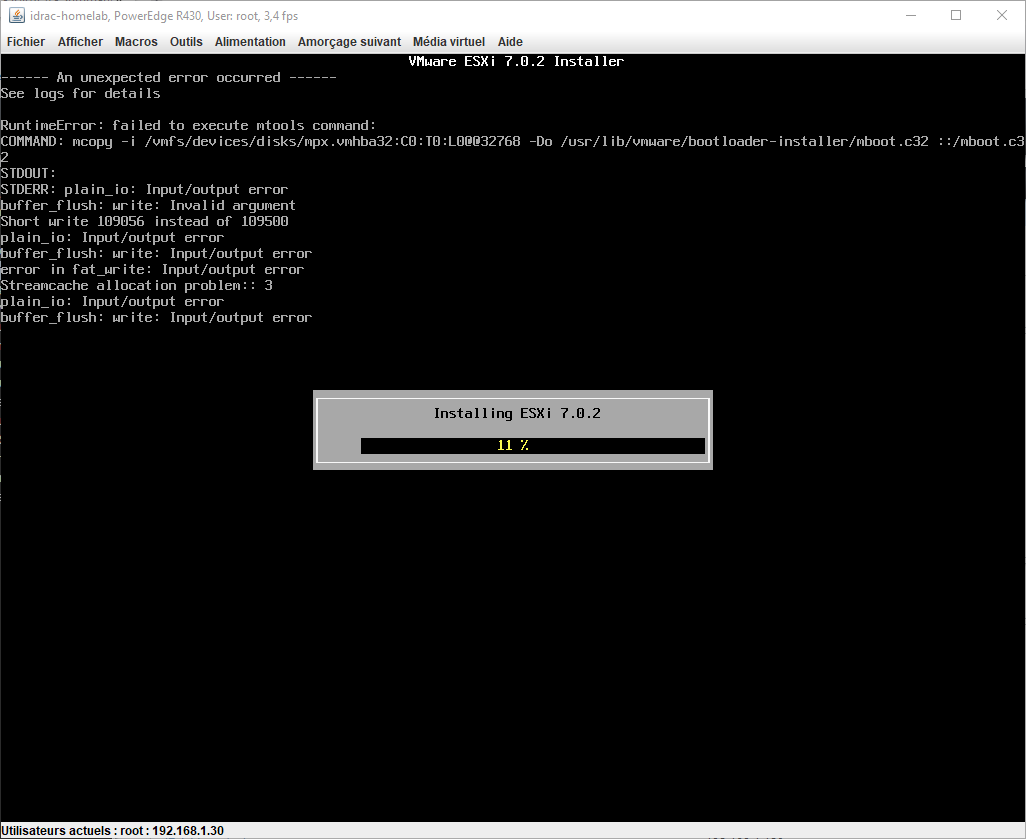 idrac-homelab, PowerEdge R430, User: root, 3,4 fps
Fichier Afficher Macros Outils Alimentation Amorçage suivant Média virtuel Aide
VMware ESXi 7.0.2 Installer
------ An unexpected error occurred ------
See logs for details
RuntimeError: failed to execute mtools command:
COMMAND: mcopy -i /vmfs/devices/disks/mpx.vmhba32:C0:T0:L0@@32768 -Do /usr/lib/vmware/bootloader-installer/mboot.c32 ::/mboot.c3
2
STDOUT:
STDERR: plain_io: Input/output error
buffer_flush: write: Invalid argument
Short write 109056 instead of 109500
plain_io: Input/output error
buffer_flush: write: Input/output error
error in fat_write: Input/output error
Streamcache allocation problem:: 3
plain_io: Input/output error
buffer_flush: write: Input/output error
Installing ESXi 7.0.2
11 %
Utilisateurs actuels : root : 192.168.1.30